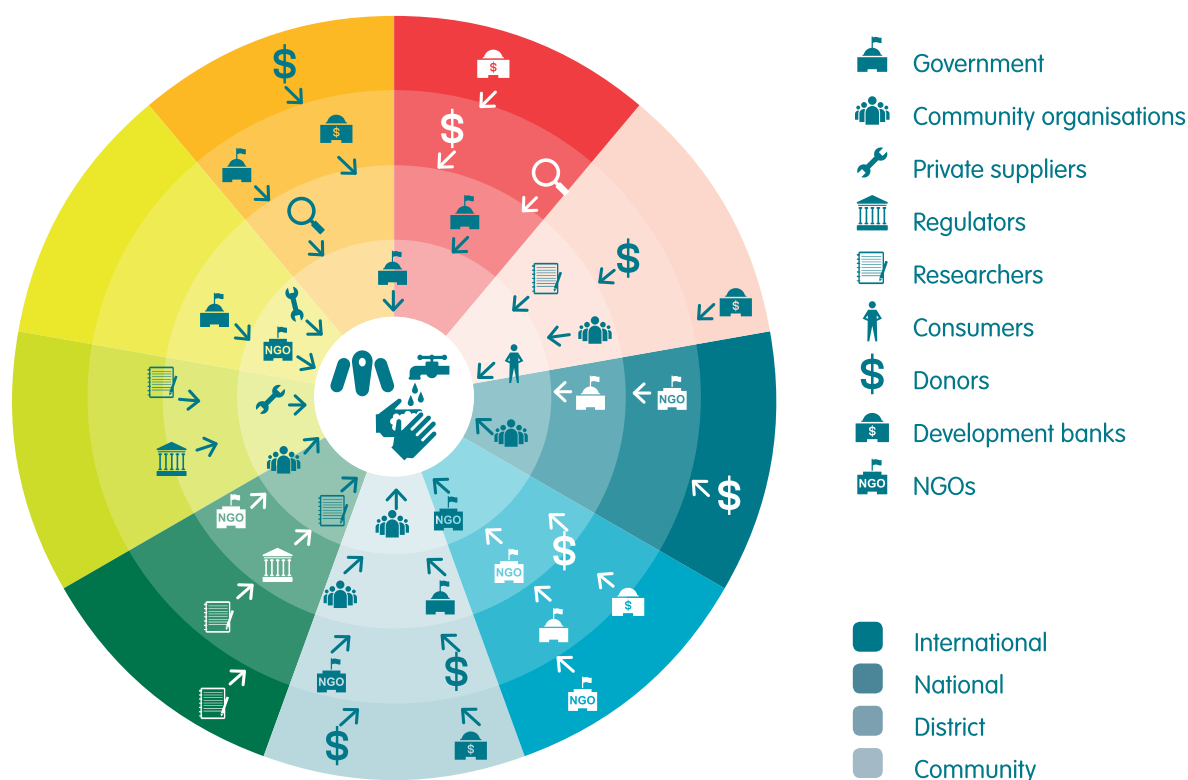 Government
Community organisations
Private suppliers
Regulators
Researchers
Consumers
$ Donors
$ Development banks
NGO NGOs
International
National
District
Community
$
$
$
$
$
$
NGO
NGO
$
NGO
NGO
$
NGO
$
NGO
$
NGO
$
$